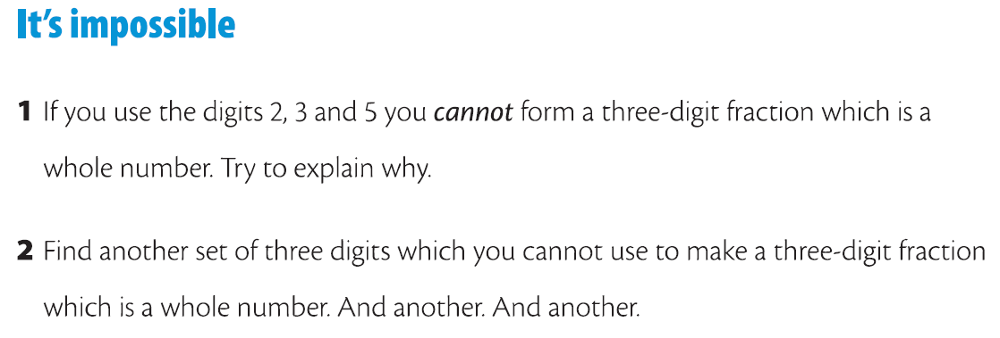 It's impossible
1 If you use the digits 2, 3 and 5 you cannot form a three-digit fraction which is a
whole number. Try to explain why.
2 Find another set of three digits which you cannot use to make a three-digit fraction
which is a whole number. And another. And another.